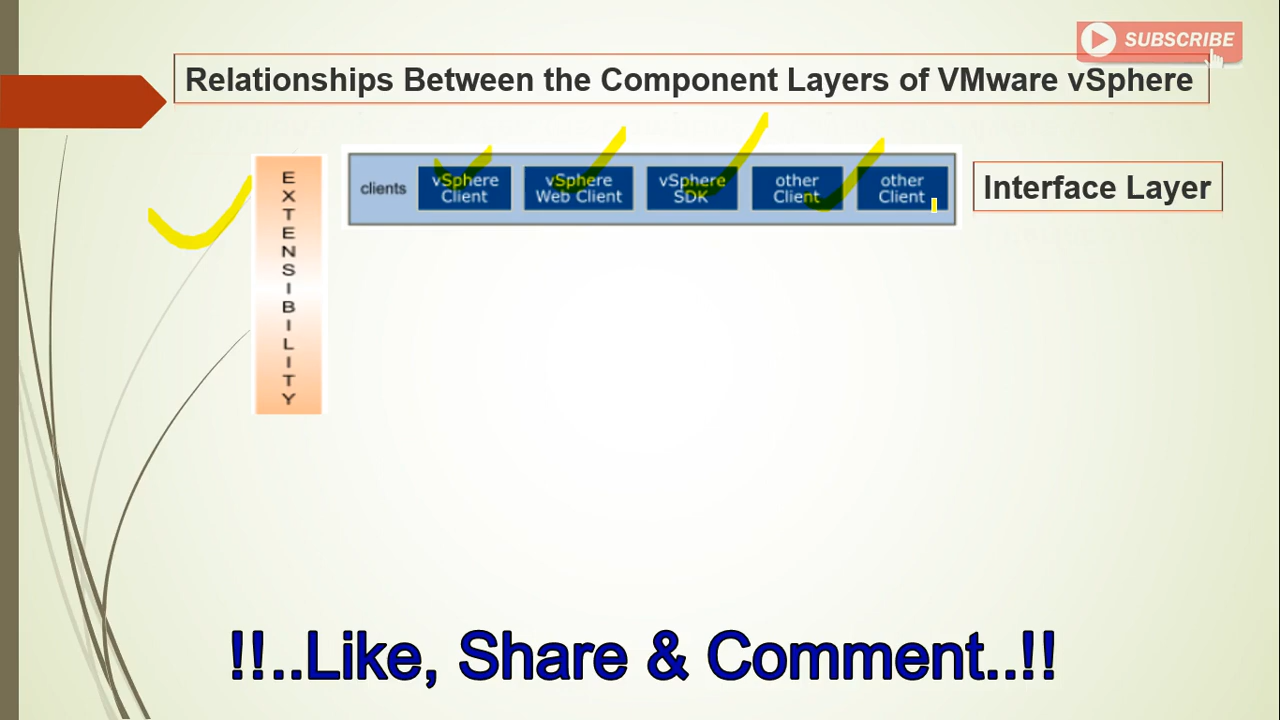 SUBSCRIBE
Relationships Between the Component Layers of VMware vSphere
EXTENSIBILITY
clients
vSphere
Client
vSphere
Web Client
vSphere
SDK
other
Client
other
Client
Interface Layer
!!..Like, Share & Comment..!!